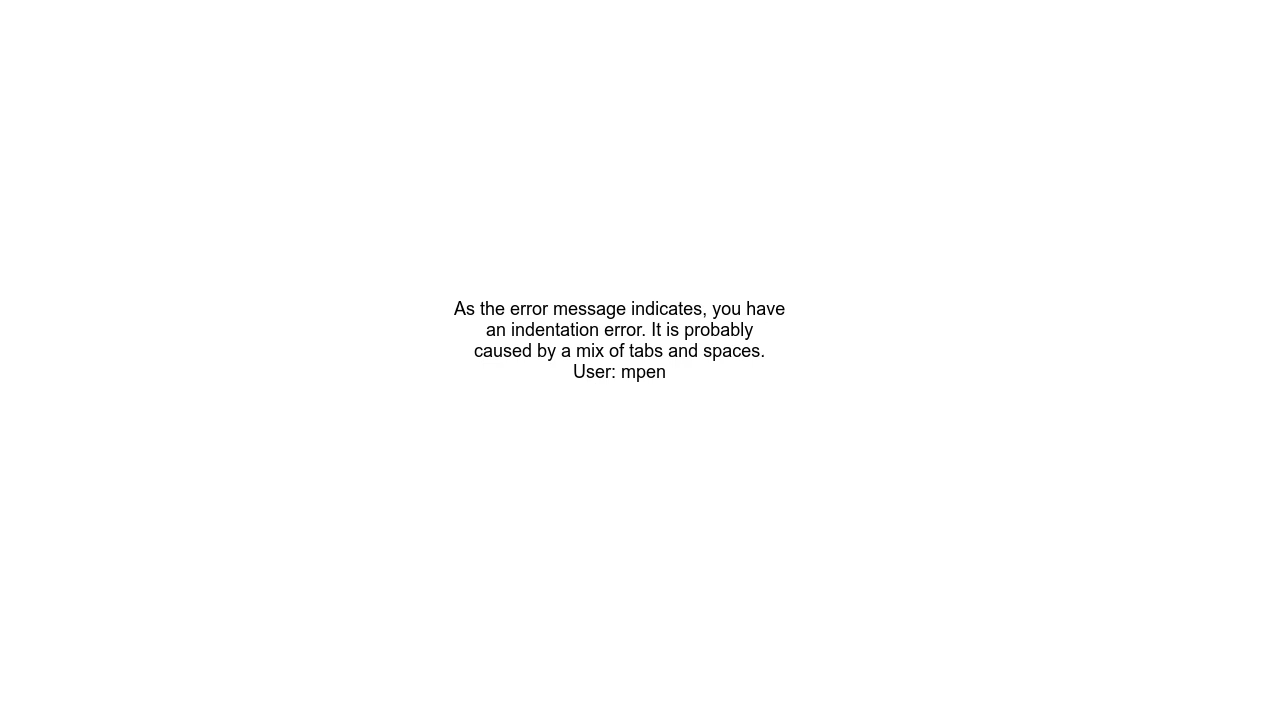 As the error message indicates, you have
an indentation error. It is probably
caused by a mix of tabs and spaces.
User: mpen